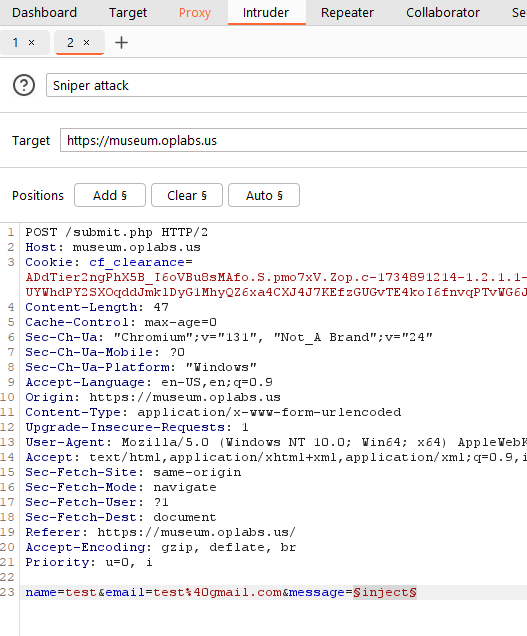 Dashboard Target Proxy Intruder Repeater Collaborator Se
1 × 2 × +
? Sniper attack
Target https://museum.oplabs.us
Positions Add § Clear § Auto §
1 POST /submit.php HTTP/2
2 Host: museum.oplabs.us
3 Cookie: cf_clearance=
ADdTier2ngPhX5B_I6oVBu8sMAfo.S.pmo7xV.Zop.c-1734891214-1.2.1.1-
UYWhdPY2SXOqddJmklDyG1MhyQZ6xa4CXJ4J7KEfzGUGvTE4koI6fnvqPTvWG6J
4 Content-Length: 47
5 Cache-Control: max-age=0
6 Sec-Ch-Ua: "Chromium";v="131", "Not_A Brand";v="24"
7 Sec-Ch-Ua-Mobile: ?0
8 Sec-Ch-Ua-Platform: "Windows"
9 Accept-Language: en-US,en;q=0.9
10 Origin: https://museum.oplabs.us
11 Content-Type: application/x-www-form-urlencoded
12 Upgrade-Insecure-Requests: 1
13 User-Agent: Mozilla/5.0 (Windows NT 10.0; Win64; x64) AppleWebK
14 Accept: text/html,application/xhtml+xml,application/xml;q=0.9,i
15 Sec-Fetch-Site: same-origin
16 Sec-Fetch-Mode: navigate
17 Sec-Fetch-User: ?1
18 Sec-Fetch-Dest: document
19 Referer: https://museum.oplabs.us/
20 Accept-Encoding: gzip, deflate, br
21 Priority: u=0, i
22
23 name=test&email=test%40gmail.com&message=§inject§